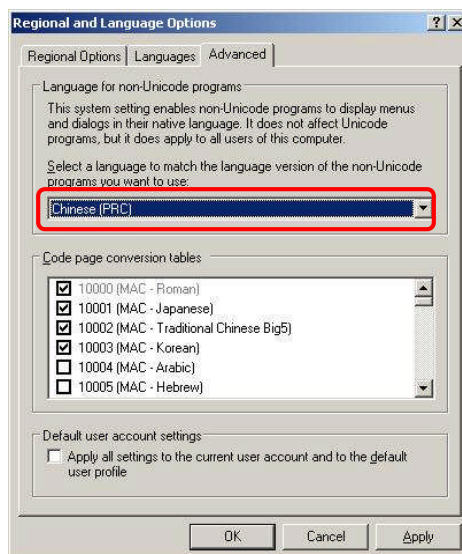 Regional and Language Options
Regional Options
Languages
Advanced
Language for non-Unicode programs
This system setting enables non-Unicode programs to display menus
and dialogs in their native language. It does not affect Unicode
programs, but it does apply to all users of this computer.
Select a language to match the language version of the non-Unicode
programs you want to use:
Chinese (PRC)
Code page conversion tables
10000 (MAC - Roman)
10001 (MAC - Japanese)
10002 (MAC - Traditional Chinese Big5)
10003 (MAC - Korean)
10004 (MAC - Arabic)
10005 (MAC - Hebrew)
Default user account settings
Apply all settings to the current user account and to the default
user profile
OK
Cancel
Apply